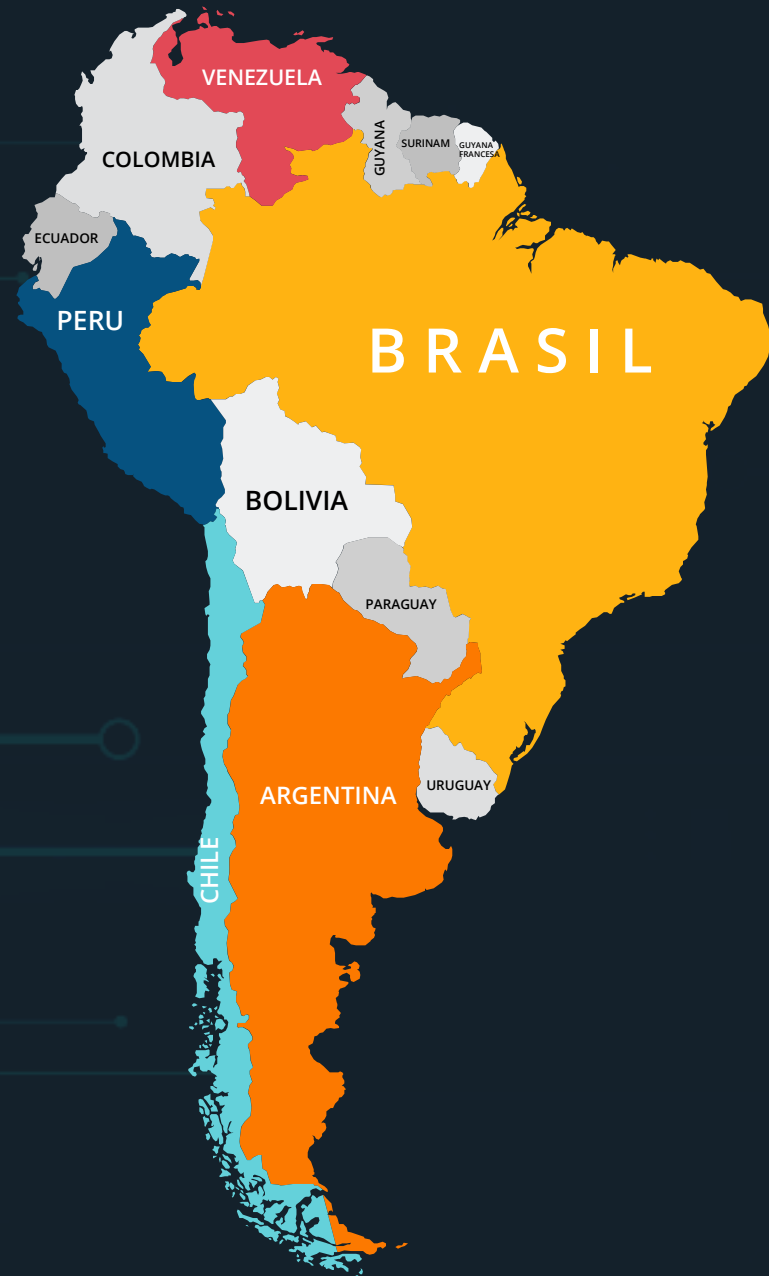 VENEZUELA
GUYANA
SURINAM
GUYANA
FRANCESA
COLOMBIA
ECUADOR
PERU
BRASIL
BOLIVIA
PARAGUAY
ARGENTINA
URUGUAY
CHILE